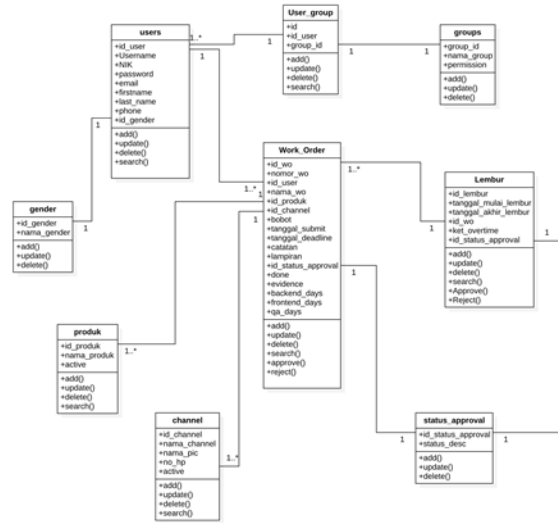 users
+id_user
+Username
+NIK
+password
+email
+firstname
+last_name
+phone
+id_gender
+add()
+update()
+delete()
+search()
1..*
1
1
1
User_group
+id
+id_user
+group_id
+add()
+update()
+delete()
+search()
1
1
groups
+group_id
+nama_group
+permission
+add()
+update()
+delete()
gender
+id_gender
+nama_gender
+add()
+update()
+delete()
1
Work_Order
+id_wo
+nomor_wo
+id_user
+nama_wo
+id_produk
+id_channel
+bobot
+tanggal_submit
+tanggal_deadline
+catatan
+lampiran
+id_status_approval
+done
+evidence
+backend_days
+frontend_days
+qa_days
+add()
+update()
+delete()
+search()
+approve()
+reject()
1..*
1
1
1..*
1
Lembur
+id_lembur
+tanggal_mulai_lembur
+tanggal_akhir_lembur
+id_wo
+ket_overtime
+id_status_approval
+add()
+update()
+delete()
+search()
+Approve()
+Reject()
1
1
produk
+id_produk
+nama_produk
+active
+add()
+update()
+delete()
+search()
1..*
channel
+id_channel
+nama_channel
+nama_pic
+no_hp
+active
+add()
+update()
+delete()
+search()
1..*
status_approval
+id_status_approval
+status_desc
+add()
+update()
+delete()
1
1